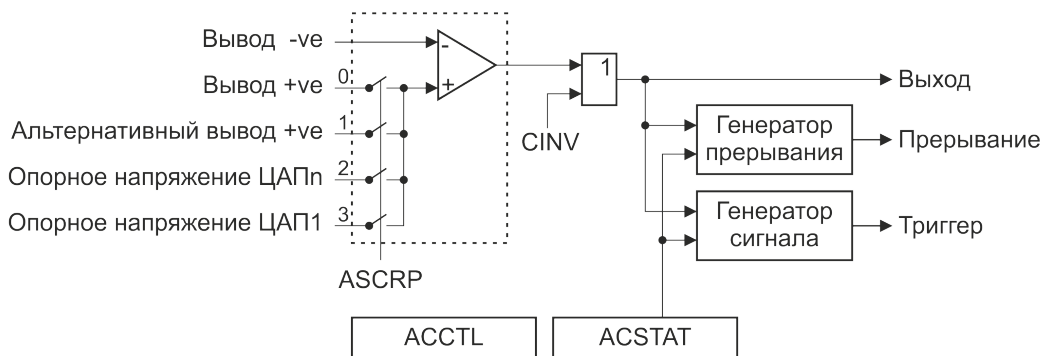 Вывод -ve
-
Вывод +ve 0
+
1
Выход
Альтернативный вывод +ve 1
CINV
Генератор
прерывания
Прерывание
Опорное напряжение ЦАПn 2
Опорное напряжение ЦАП1 3
Генератор
сигнала
Триггер
ASCRP
ACCTL
ACSTAT